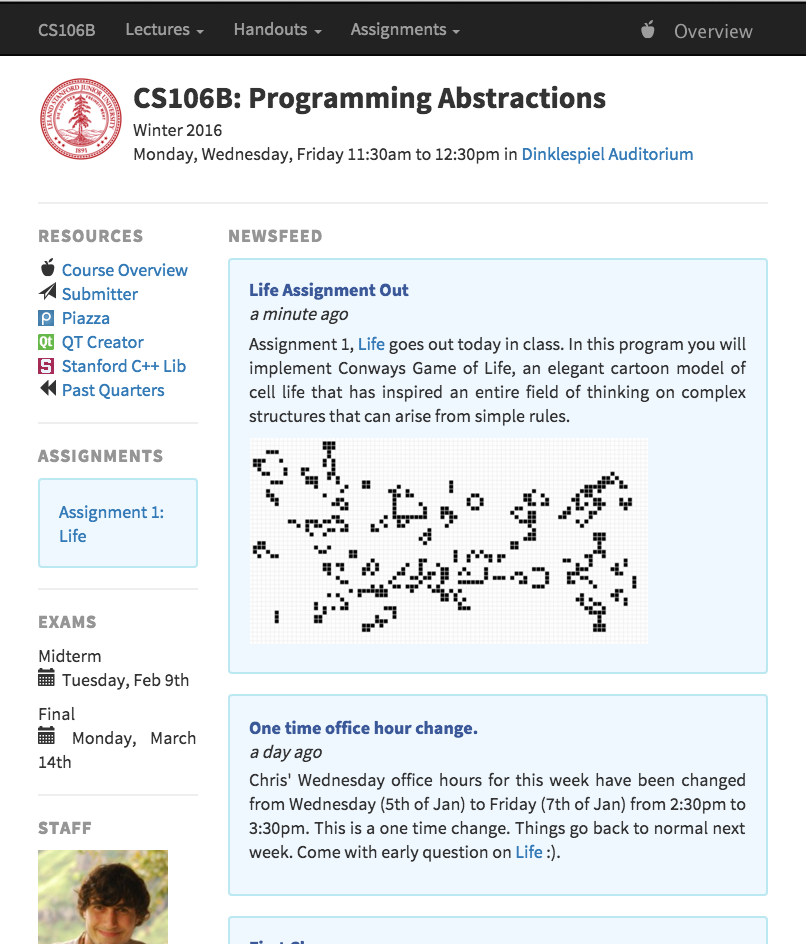 CS106B Lectures Handouts Assignments Overview
CS106B: Programming Abstractions
Winter 2016
Monday, Wednesday, Friday 11:30am to 12:30pm in Dinklespiel Auditorium
RESOURCES
Course Overview
Submitter
Piazza
QT Creator
Stanford C++ Lib
Past Quarters
ASSIGNMENTS
Assignment 1:
Life
EXAMS
Midterm
Tuesday, Feb 9th
Final
Monday, March
14th
STAFF
NEWSFEED
Life Assignment Out
a minute ago
Assignment 1, Life goes out today in class. In this program you will
implement Conways Game of Life, an elegant cartoon model of
cell life that has inspired an entire field of thinking on complex
structures that can arise from simple rules.
One time office hour change.
a day ago
Chris' Wednesday office hours for this week have been changed
from Wednesday (5th of Jan) to Friday (7th of Jan) from 2:30pm to
3:30pm. This is a one time change. Things go back to normal next
week. Come with early question on Life :).